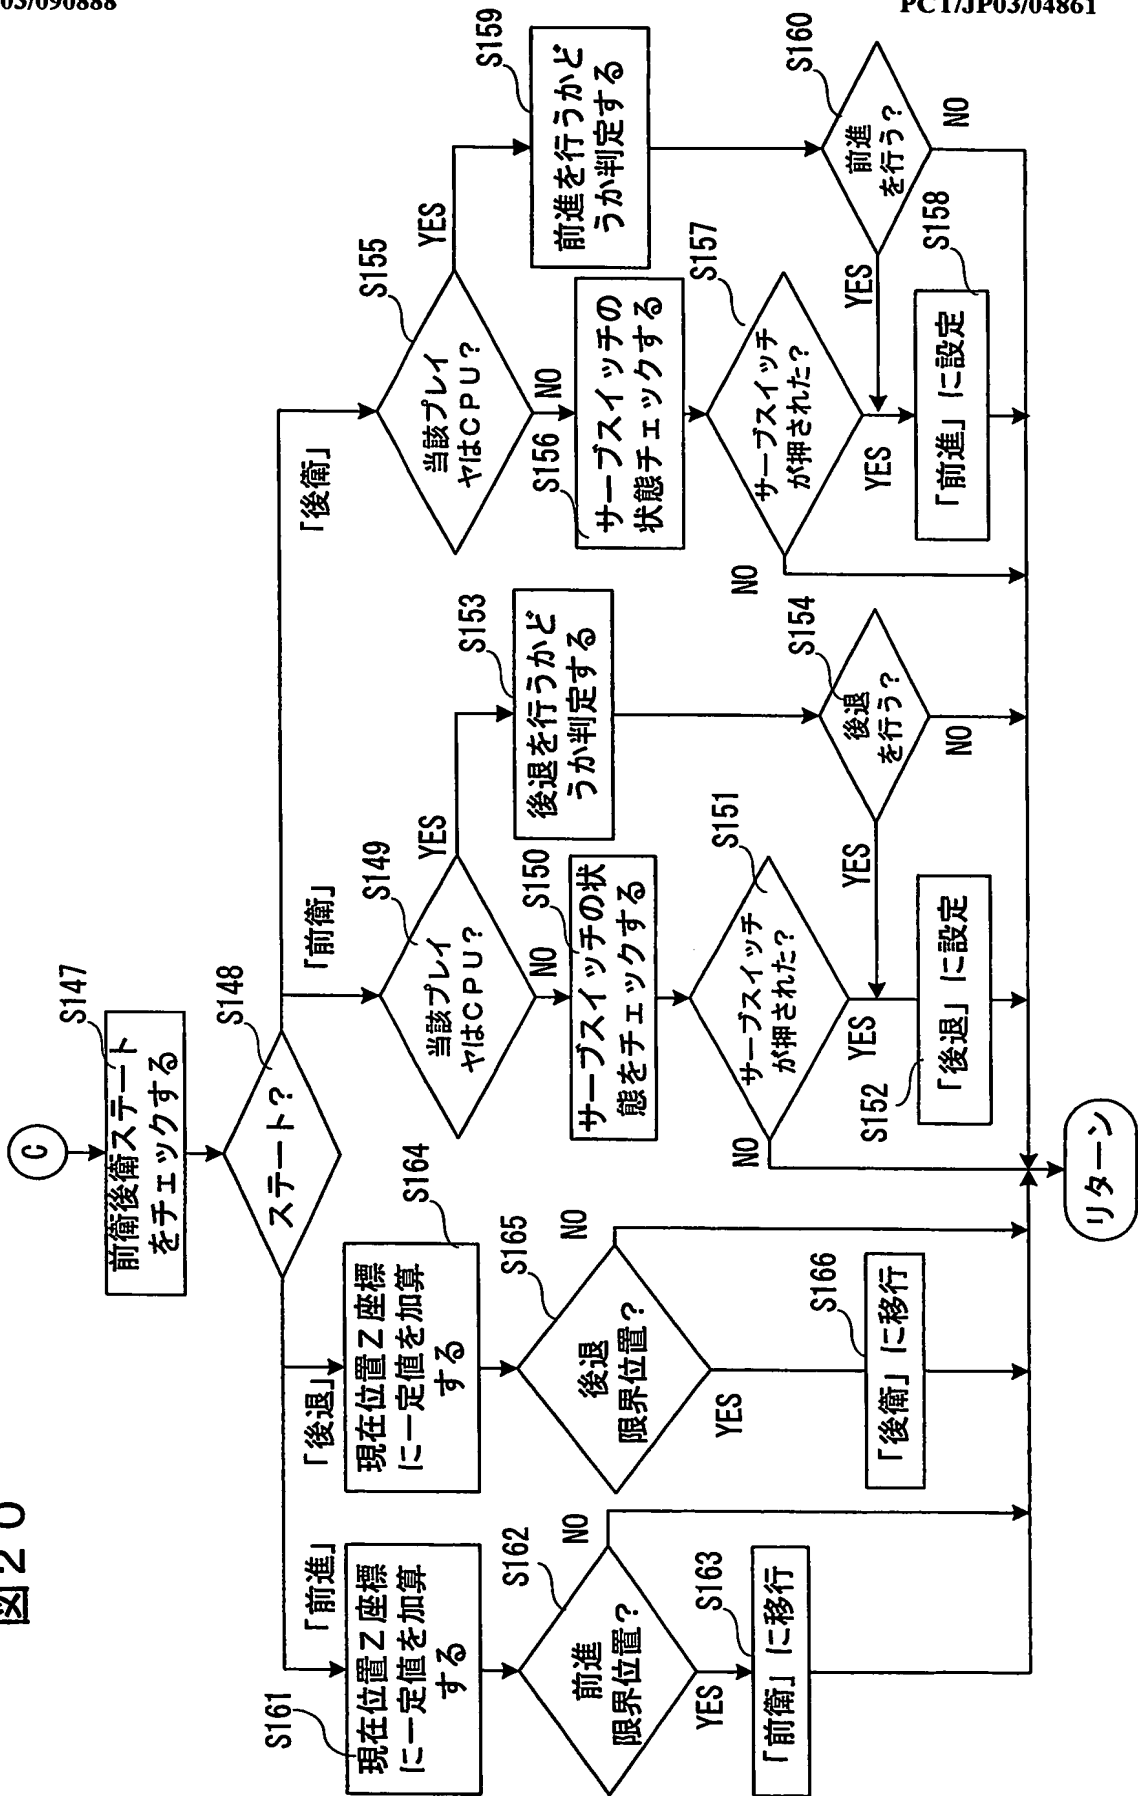 03/090888
PCT/JP03/04861
図20
C
S147
前衛後衛ステート
をチェックする
S148
ステート?
「前進」
「後退」
「前衛」
「後衛」
S161
現在位置Z座標
に一定値を加算
する
S162
前進
限界位置?
NO
YES
S163
「前衛」に移行
S164
現在位置Z座標
に一定値を加算
する
S165
後退
限界位置?
NO
YES
S166
「後衛」に移行
S149
当該プレイ
ヤはCPU?
YES
NO
S150
サーブスイッチの状
態をチェックする
S151
サーブスイッチ
が押された?
NO
YES
S152
「後退」に設定
S153
後退を行うかど
うか判定する
S154
後退
を行う?
YES
NO
S155
当該プレイ
ヤはCPU?
YES
NO
S156
サーブスイッチの
状態チェックする
S157
サーブスイッチ
が押された?
NO
YES
S158
「前進」に設定
S159
前進を行うかど
うか判定する
S160
前進
を行う?
YES
NO
リターン